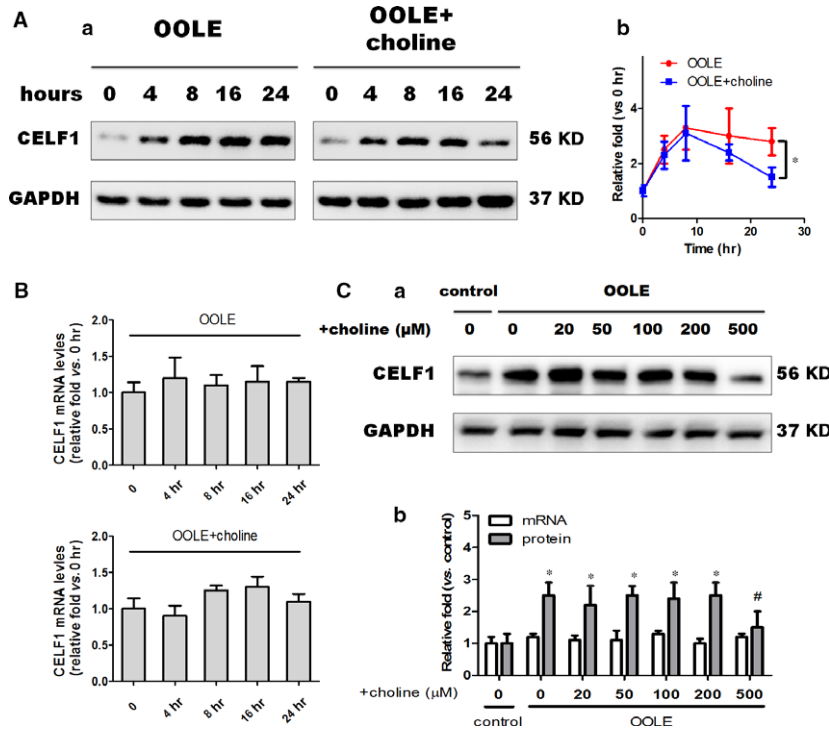 A
a
OOLE
OOLE+
choline
hours 0 4 8 16 24 0 4 8 16 24
CELF1 56 KD
GAPDH 37 KD
b
OOLE
OOLE+choline
Relative fold (vs 0 hr)
6
4
2
0
*
0 10 20 30
Time (hr)
B
OOLE
CELF1 mRNA levles
(relative fold vs. 0 hr)
2.0
1.5
1.0
0.5
0.0
0 4 hr 8 hr 16 hr 24 hr
OOLE+choline
CELF1 mRNA levles
(relative fold vs. 0 hr)
2.0
1.5
1.0
0.5
0.0
0 4 hr 8 hr 16 hr 24 hr
C a
control OOLE
+choline (μM) 0 0 20 50 100 200 500
CELF1 56 KD
GAPDH 37 KD
b
mRNA
protein
Relative fold (vs. control)
5
4
3
2
1
0
* * * * * #
+choline (μM) 0 0 20 50 100 200 500
control OOLE